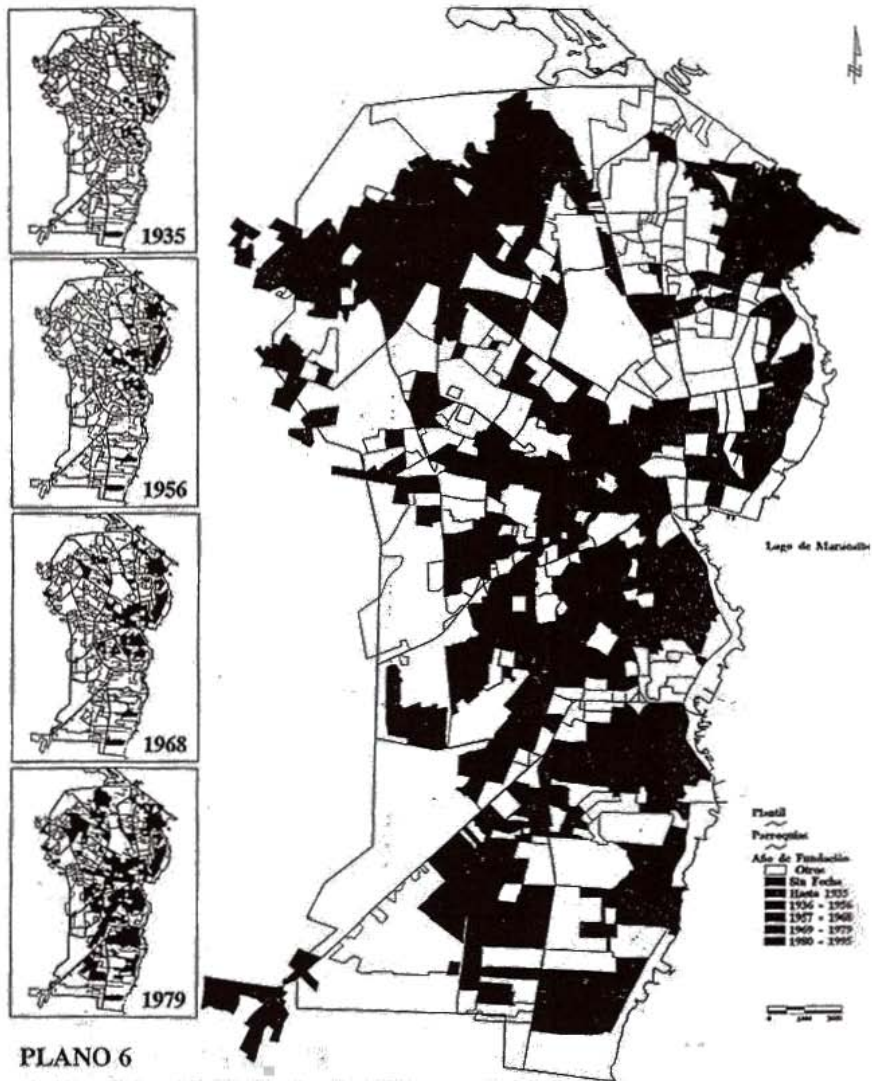 1935
1956
1968
1979
Lago de Maracaibo
Plantil
Parroquias
Año de Fundación
Otros
Sin Fecha
Hasta 1935
1936 - 1956
1957 - 1968
1969 - 1979
1980 - 1995
0
PLANO 6